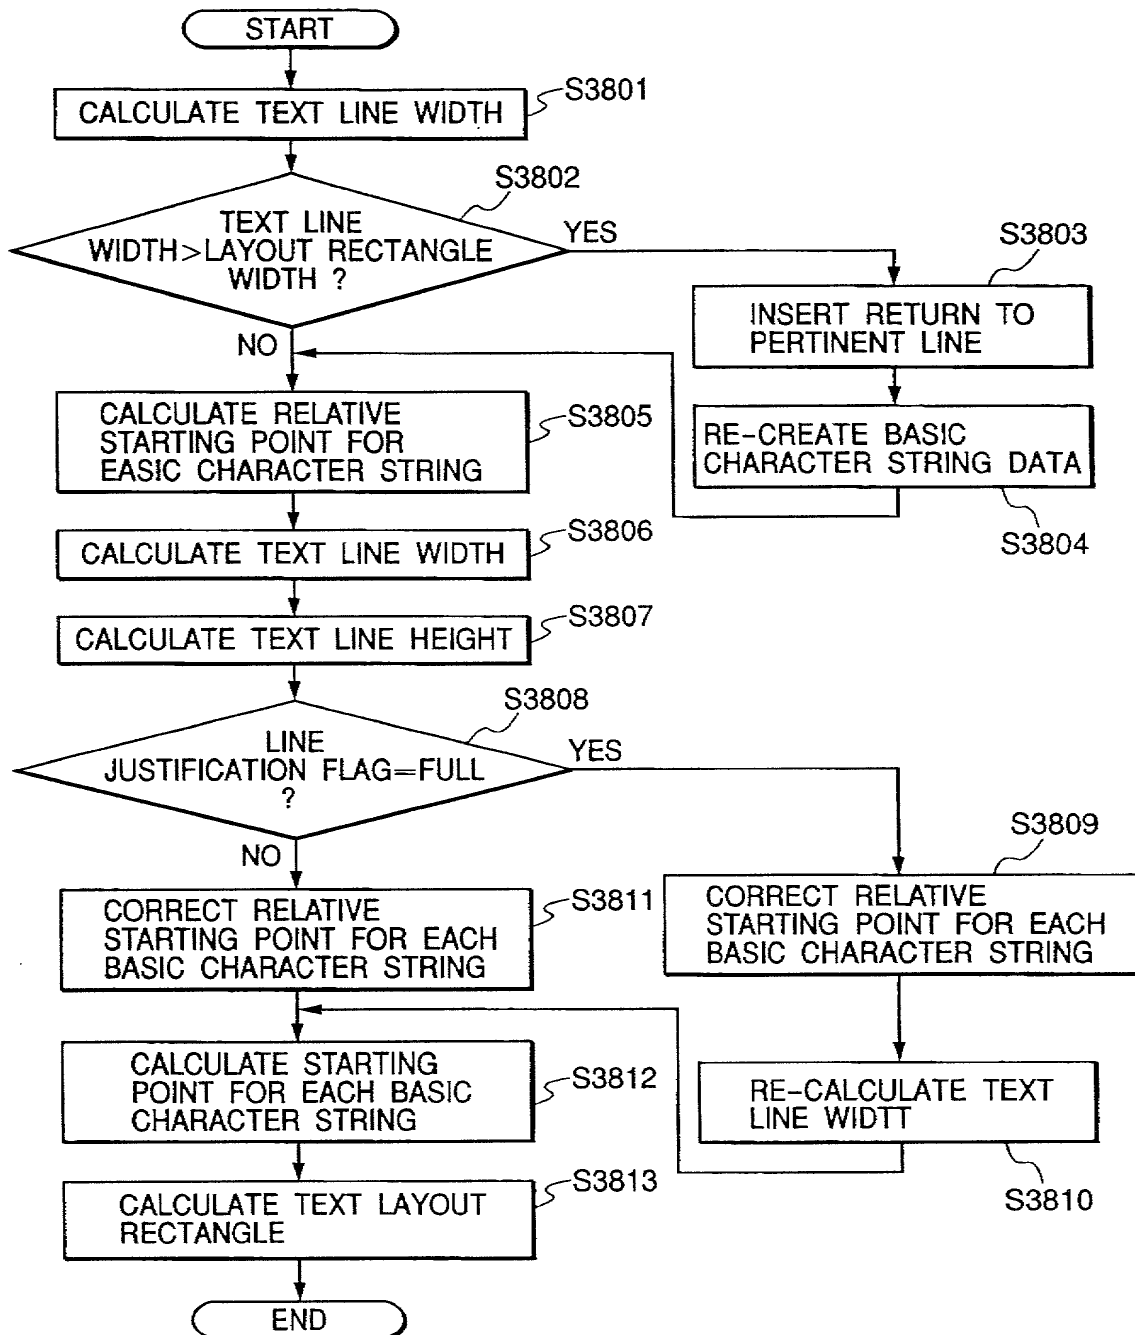 START
CALCULATE TEXT LINE WIDTH
S3801
TEXT LINE
WIDTH>LAYOUT RECTANGLE
WIDTH ?
S3802
YES
NO
INSERT RETURN TO
PERTINENT LINE
S3803
RE-CREATE BASIC
CHARACTER STRING DATA
S3804
CALCULATE RELATIVE
STARTING POINT FOR
EASIC CHARACTER STRING
S3805
CALCULATE TEXT LINE WIDTH
S3806
CALCULATE TEXT LINE HEIGHT
S3807
LINE
JUSTIFICATION FLAG=FULL
?
S3808
YES
NO
CORRECT RELATIVE
STARTING POINT FOR EACH
BASIC CHARACTER STRING
S3809
RE-CALCULATE TEXT
LINE WIDTT
S3810
CORRECT RELATIVE
STARTING POINT FOR EACH
BASIC CHARACTER STRING
S3811
CALCULATE STARTING
POINT FOR EACH BASIC
CHARACTER STRING
S3812
CALCULATE TEXT LAYOUT
RECTANGLE
S3813
END